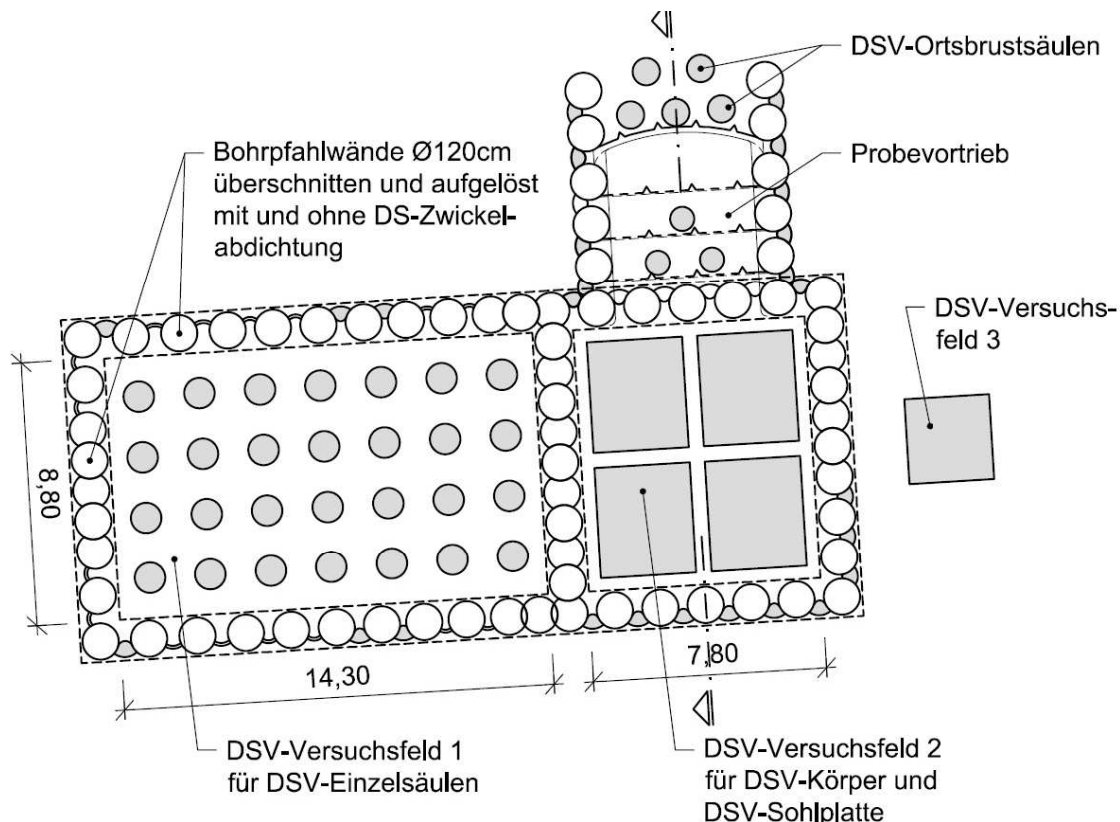 DSV-Ortsbrustsäulen
Bohrpfahlwände Ø120cm
überschnitten und aufgelöst
mit und ohne DS-Zwickel-
abdichtung
Probevortrieb
DSV-Versuchs-
feld 3
8,80
14,30
7,80
DSV-Versuchsfeld 1
für DSV-Einzelsäulen
DSV-Versuchsfeld 2
für DSV-Körper und
DSV-Sohlplatte